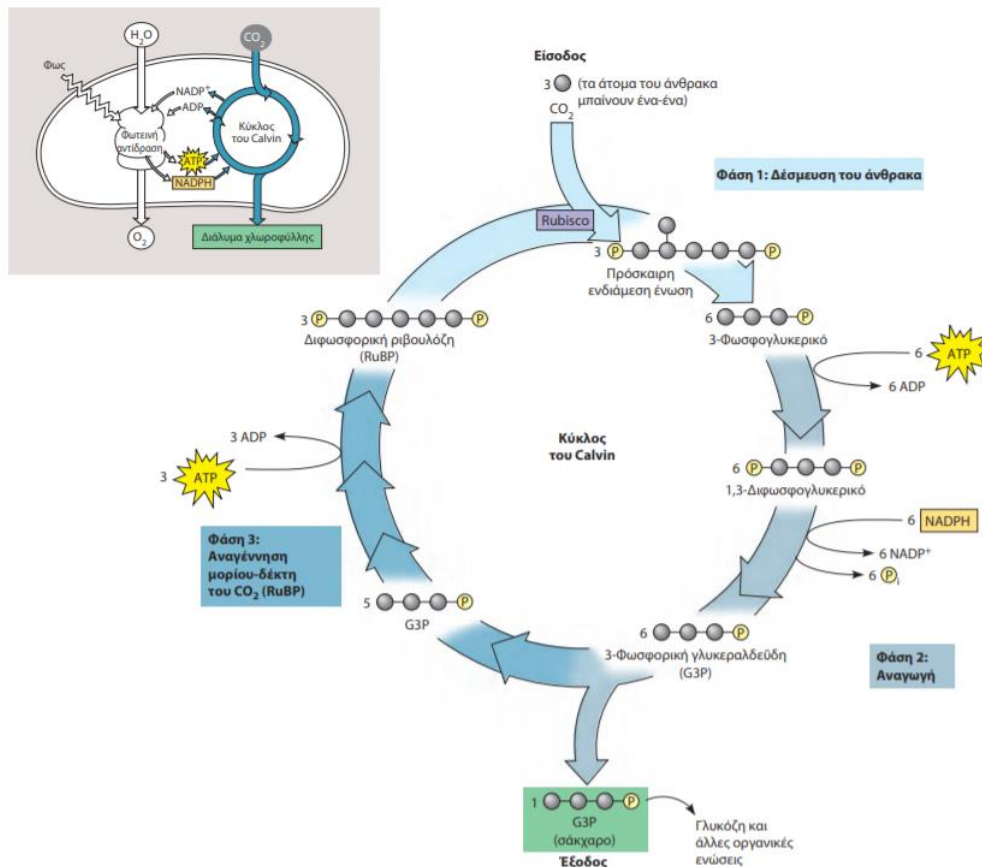 H₂O
CO₂
Φως
NADP⁺
ADP
Φωτεινή
αντίδραση
Κύκλος
του Calvin
ATP
NADPH
O₂
Διάλυμα χλωροφύλλης
Είσοδος
3 (τα άτομα του άνθρακα
μπαίνουν ένα-ένα)
CO₂
Φάση 1: Δέσμευση του άνθρακα
Rubisco
3 P P
Πρόσκαιρη
ενδιάμεση ένωση
3 P P
Διφωσφορική ριβουλόζη
(RuBP)
6 P
3-Φωσφογλυκερικό
6 ATP
6 ADP
Κύκλος
του Calvin
3 ADP
3 ATP
6 P P
1,3-Διφωσφογλυκερικό
6 NADPH
6 NADP⁺
6 Pᵢ
Φάση 3:
Αναγέννηση
μορίου-δέκτη
του CO₂ (RuBP)
5 P
G3P
6 P
3-Φωσφορική γλυκεραλδεΰδη
(G3P)
Φάση 2:
Αναγωγή
1 P
G3P
(σάκχαρο)
Έξοδος
Γλυκόζη και
άλλες οργανικές
ενώσεις